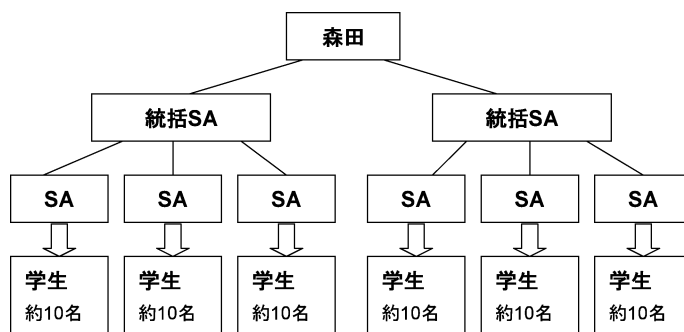 森田
統括SA 統括SA
SA SA SA SA SA SA
学生 学生 学生 学生 学生 学生
約10名 約10名 約10名 約10名 約10名 約10名